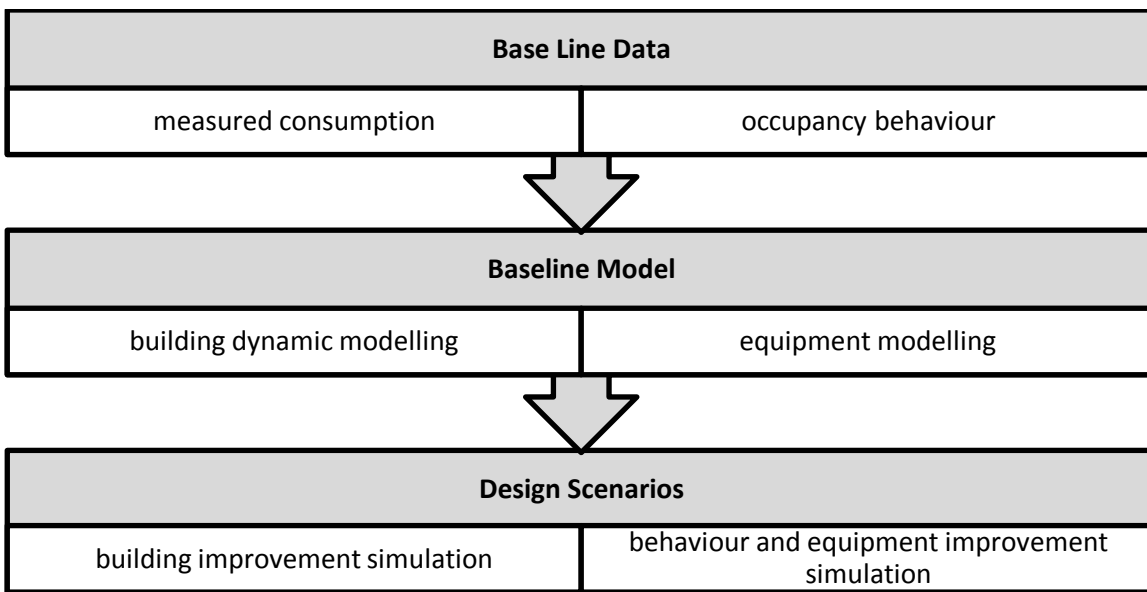 Base Line Data
measured consumption
occupancy behaviour
Baseline Model
building dynamic modelling
equipment modelling
Design Scenarios
building improvement simulation
behaviour and equipment improvement
simulation